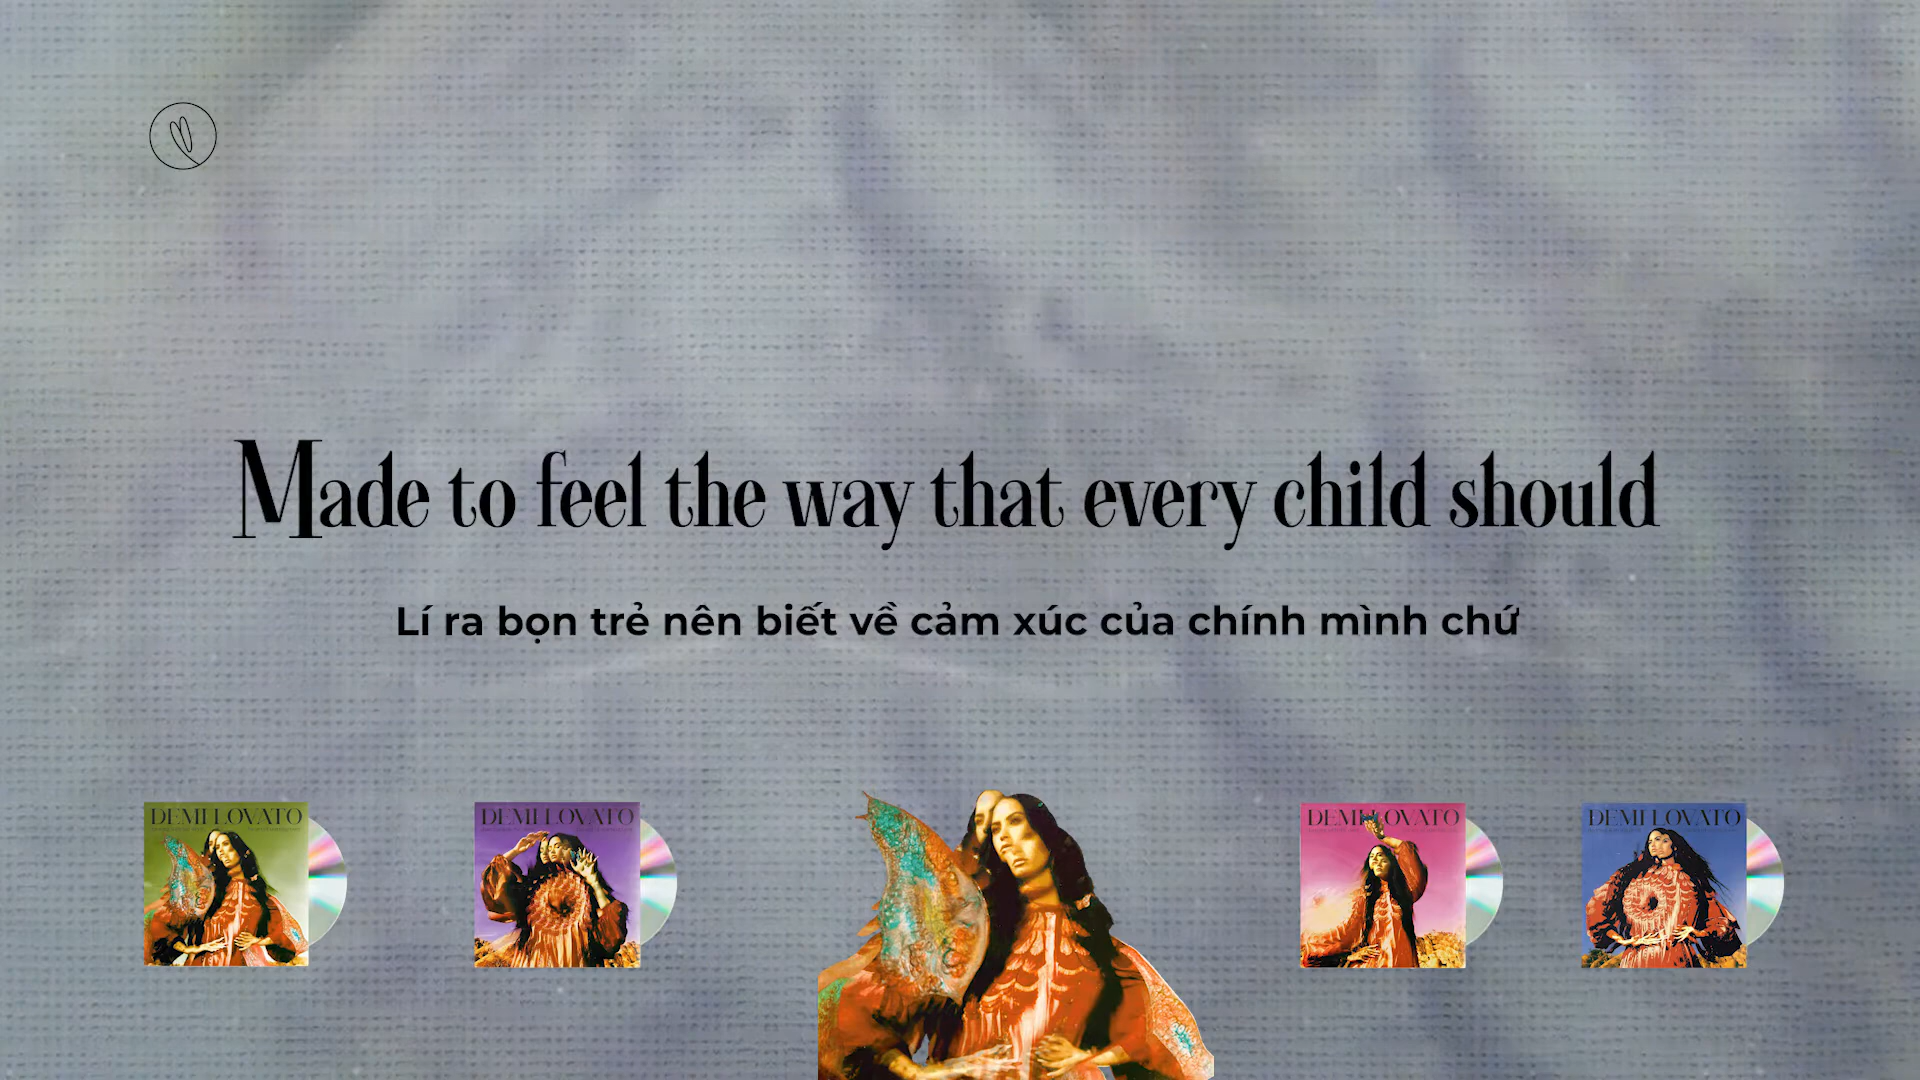 Made to feel the way that every child should
Lí ra bọn trẻ nên biết về cảm xúc của chính mình chứ
DEMI LOVATO
DEMI LOVATO
DEMI LOVATO
DEMI LOVATO